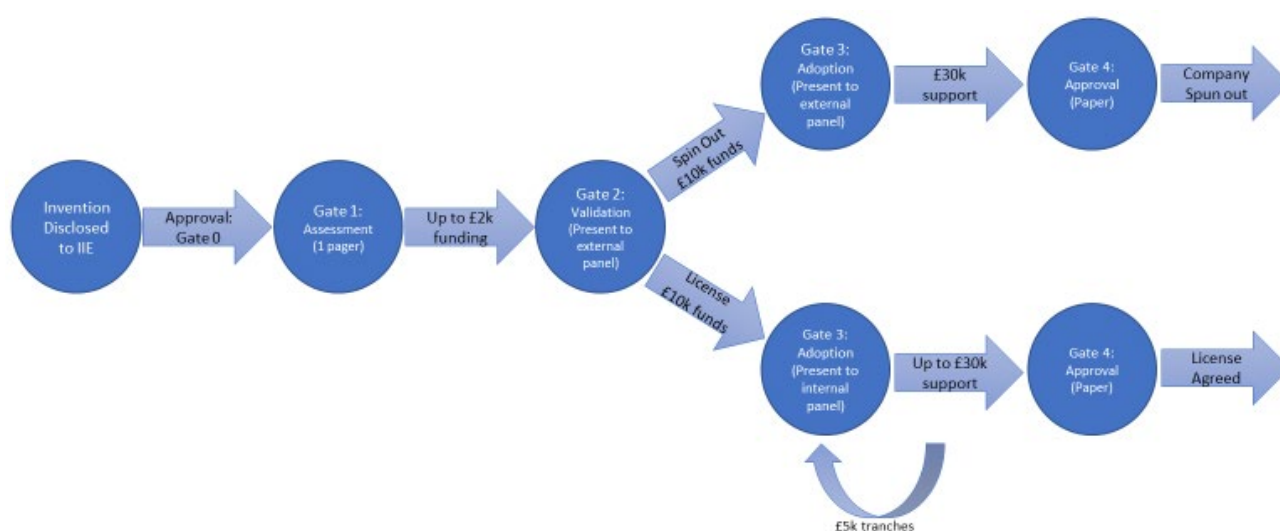 Invention
Disclosed
to IIE
Approval:
Gate 0
Gate 1:
Assessment
(1 pager)
Up to £2k
funding
Gate 2:
Validation
(Present to
external
panel)
Spin Out
£10k funds
Gate 3:
Adoption
(Present to
external
panel)
£30k
support
Gate 4:
Approval
(Paper)
Company
Spun out
License
£10k funds
Gate 3:
Adoption
(Present to
internal
panel)
Up to £30k
support
£5k tranches
Gate 4:
Approval
(Paper)
License
Agreed